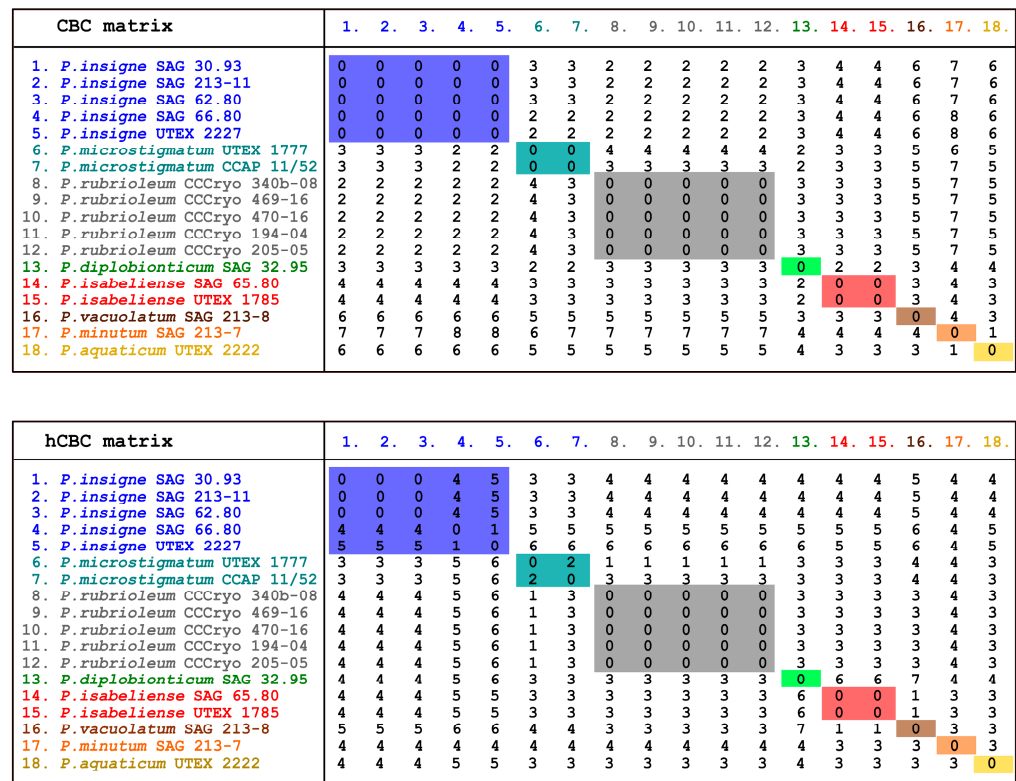 CBC matrix 1. 2. 3. 4. 5. 6. 7. 8. 9. 10. 11. 12. 13. 14. 15. 16. 17. 18.
1. P.insigne SAG 30.93 0 0 0 0 0 3 3 2 2 2 2 2 3 4 4 6 7 6
2. P.insigne SAG 213-11 0 0 0 0 0 3 3 2 2 2 2 2 3 4 4 6 7 6
3. P.insigne SAG 62.80 0 0 0 0 0 3 3 2 2 2 2 2 3 4 4 6 7 6
4. P.insigne SAG 66.80 0 0 0 0 0 2 2 2 2 2 2 2 3 4 4 6 8 6
5. P.insigne UTEX 2227 0 0 0 0 0 2 2 2 2 2 2 2 3 4 4 6 8 6
6. P.microstigmatum UTEX 1777 3 3 3 2 2 0 0 4 4 4 4 4 2 3 3 5 6 5
7. P.microstigmatum CCAP 11/52 3 3 3 2 2 0 0 3 3 3 3 3 2 3 3 5 7 5
8. P.rubrioleum CCCryo 340b-08 2 2 2 2 2 4 3 0 0 0 0 0 3 3 3 5 7 5
9. P.rubrioleum CCCryo 469-16 2 2 2 2 2 4 3 0 0 0 0 0 3 3 3 5 7 5
10. P.rubrioleum CCCryo 470-16 2 2 2 2 2 4 3 0 0 0 0 0 3 3 3 5 7 5
11. P.rubrioleum CCCryo 194-04 2 2 2 2 2 4 3 0 0 0 0 0 3 3 3 5 7 5
12. P.rubrioleum CCCryo 205-05 2 2 2 2 2 4 3 0 0 0 0 0 3 3 3 5 7 5
13. P.diplobionticum SAG 32.95 3 3 3 3 3 2 2 3 3 3 3 3 0 2 2 3 4 4
14. P.isabeliense SAG 65.80 4 4 4 4 4 3 3 3 3 3 3 3 2 0 0 3 4 3
15. P.isabeliense UTEX 1785 4 4 4 4 4 3 3 3 3 3 3 3 2 0 0 3 4 3
16. P.vacuolatum SAG 213-8 6 6 6 6 6 5 5 5 5 5 5 5 3 3 3 0 4 3
17. P.minutum SAG 213-7 7 7 7 8 8 6 7 7 7 7 7 7 4 4 4 4 0 1
18. P.aquaticum UTEX 2222 6 6 6 6 6 5 5 5 5 5 5 5 4 3 3 3 1 0
hCBC matrix 1. 2. 3. 4. 5. 6. 7. 8. 9. 10. 11. 12. 13. 14. 15. 16. 17. 18.
1. P.insigne SAG 30.93 0 0 0 4 5 3 3 4 4 4 4 4 4 4 4 5 4 4
2. P.insigne SAG 213-11 0 0 0 4 5 3 3 4 4 4 4 4 4 4 4 5 4 4
3. P.insigne SAG 62.80 0 0 0 4 5 3 3 4 4 4 4 4 4 4 4 5 4 4
4. P.insigne SAG 66.80 4 4 4 0 1 5 5 5 5 5 5 5 5 5 5 6 4 5
5. P.insigne UTEX 2227 5 5 5 1 0 6 6 6 6 6 6 6 6 5 5 6 4 5
6. P.microstigmatum UTEX 1777 3 3 3 5 6 0 2 1 1 1 1 1 3 3 3 4 4 3
7. P.microstigmatum CCAP 11/52 3 3 3 5 6 2 0 3 3 3 3 3 3 3 3 4 4 3
8. P.rubrioleum CCCryo 340b-08 4 4 4 5 6 1 3 0 0 0 0 0 3 3 3 3 4 3
9. P.rubrioleum CCCryo 469-16 4 4 4 5 6 1 3 0 0 0 0 0 3 3 3 3 4 3
10. P.rubrioleum CCCryo 470-16 4 4 4 5 6 1 3 0 0 0 0 0 3 3 3 3 4 3
11. P.rubrioleum CCCryo 194-04 4 4 4 5 6 1 3 0 0 0 0 0 3 3 3 3 4 3
12. P.rubrioleum CCCryo 205-05 4 4 4 5 6 1 3 0 0 0 0 0 3 3 3 3 4 3
13. P.diplobionticum SAG 32.95 4 4 4 5 6 3 3 3 3 3 3 3 0 6 6 7 4 4
14. P.isabeliense SAG 65.80 4 4 4 5 5 3 3 3 3 3 3 3 6 0 0 1 3 3
15. P.isabeliense UTEX 1785 4 4 4 5 5 3 3 3 3 3 3 3 6 0 0 1 3 3
16. P.vacuolatum SAG 213-8 5 5 5 6 6 4 4 3 3 3 3 3 7 1 1 0 3 3
17. P.minutum SAG 213-7 4 4 4 4 4 4 4 4 4 4 4 4 4 3 3 3 0 3
18. P.aquaticum UTEX 2222 4 4 4 5 5 3 3 3 3 3 3 3 4 3 3 3 3 0